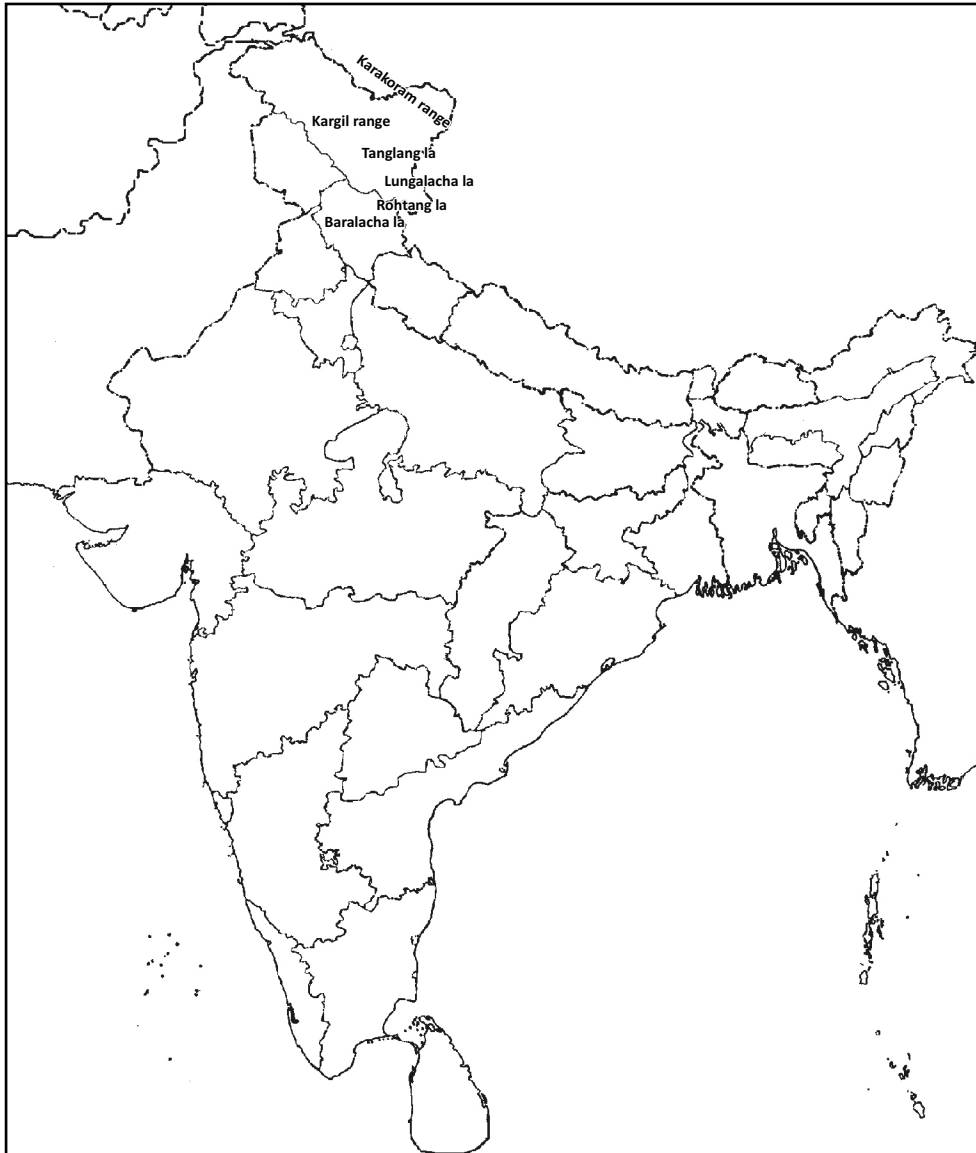 Karakoram range
Kargil range
Tanglang la
Lungalacha la
Rohtang la
Baralacha la